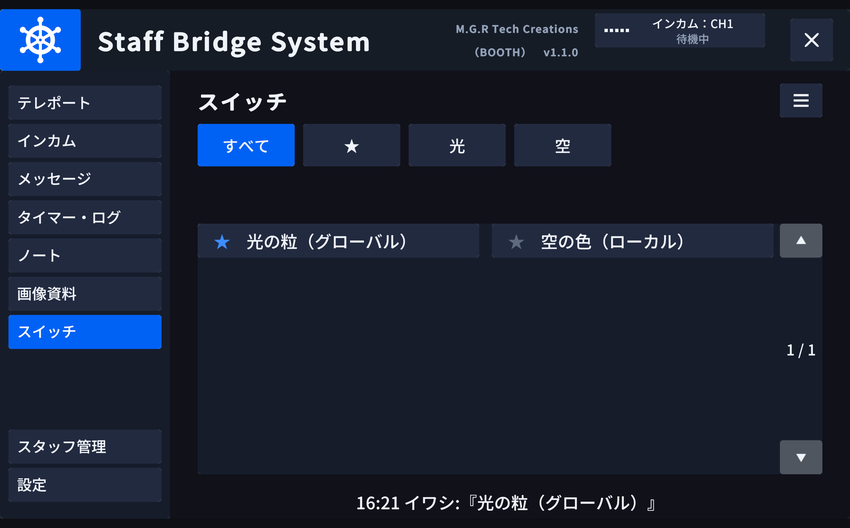 Staff Bridge System
M.G.R Tech Creations
（BOOTH） v1.1.0
インカム：CH1
待機中
テレポート
インカム
メッセージ
タイマー・ログ
ノート
画像資料
スイッチ
スタッフ管理
設定
スイッチ
すべて ★ 光 空
★ 光の粒（グローバル） ★ 空の色（ローカル） ▲
1 / 1
▼
16:21 イワシ:『光の粒（グローバル）』